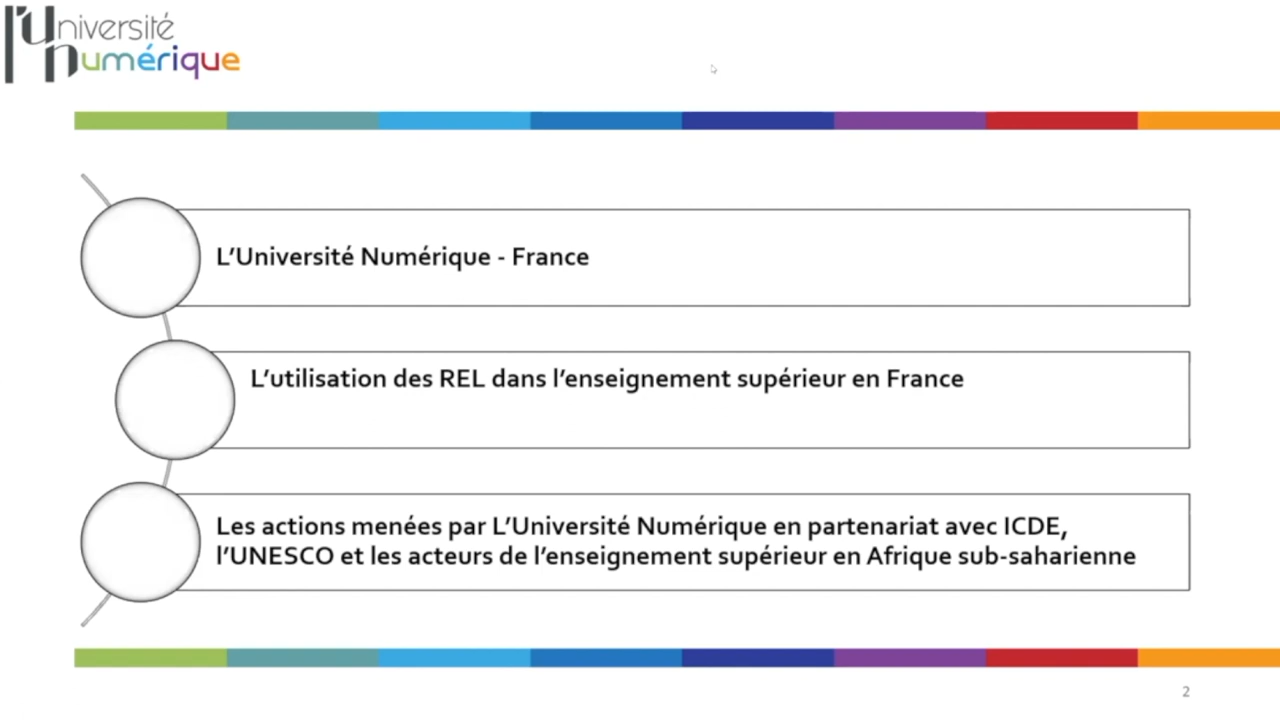 l'Université
numérique
L'Université Numérique - France
L'utilisation des REL dans l'enseignement supérieur en France
Les actions menées par L'Université Numérique en partenariat avec ICDE,
l'UNESCO et les acteurs de l'enseignement supérieur en Afrique sub-saharienne
2